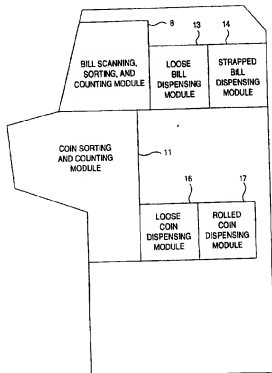 8
13
14
BILL SCANNING,
SORTING, AND
COUNTING MODULE
LOOSE
BILL
DISPENSING
MODULE
STRAPPED
BILL
DISPENSING
MODULE
COIN SORTING
AND COUNTING
MODULE
11
16
17
LOOSE
COIN
DISPENSING
MODULE
ROLLED
COIN
DISPENSING
MODULE